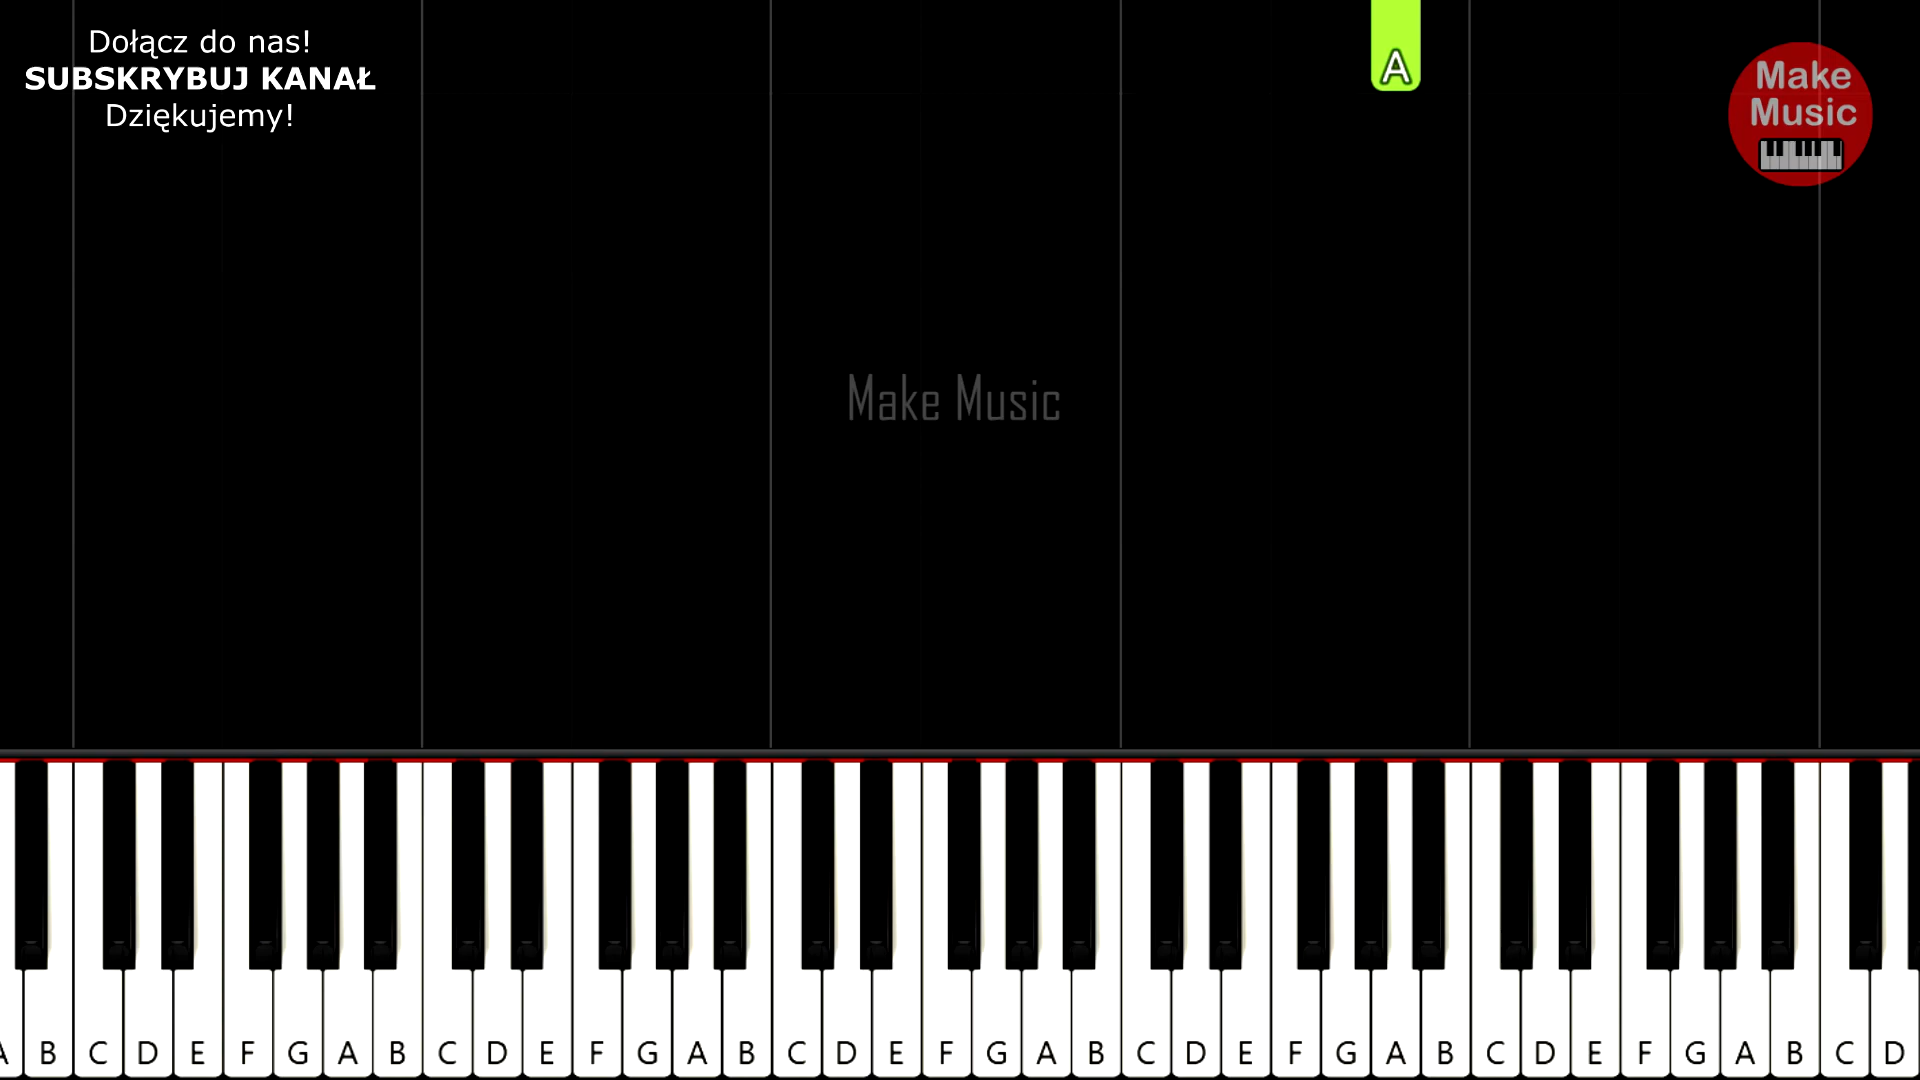 Dołącz do nas!
SUBSKRYBUJ KANAŁ
Dziękujemy!
A
Make
Music
Make Music
A B C D E F G A B C D E F G A B C D E F G A B C D E F G A B C D E F G A B C D